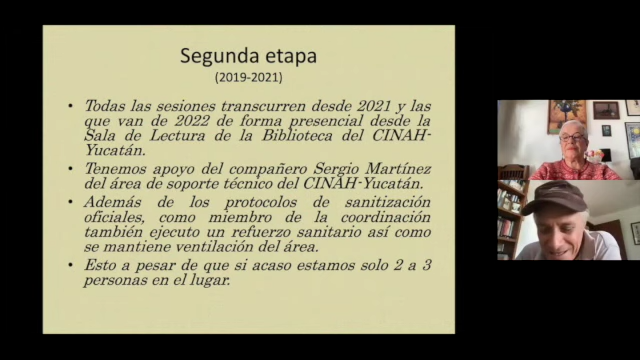 Segunda etapa
(2019-2021)
• Todas las sesiones transcurren desde 2021 y las
que van de 2022 de forma presencial desde la
Sala de Lectura de la Biblioteca del CINAH-
Yucatán.
• Tenemos apoyo del compañero Sergio Martínez
del área de soporte técnico del CINAH-Yucatán.
• Además de los protocolos de sanitización
oficiales, como miembro de la coordinación
también ejecuto un refuerzo sanitario así como
se mantiene ventilación del área.
• Esto a pesar de que si acaso estamos solo 2 a 3
personas en el lugar.